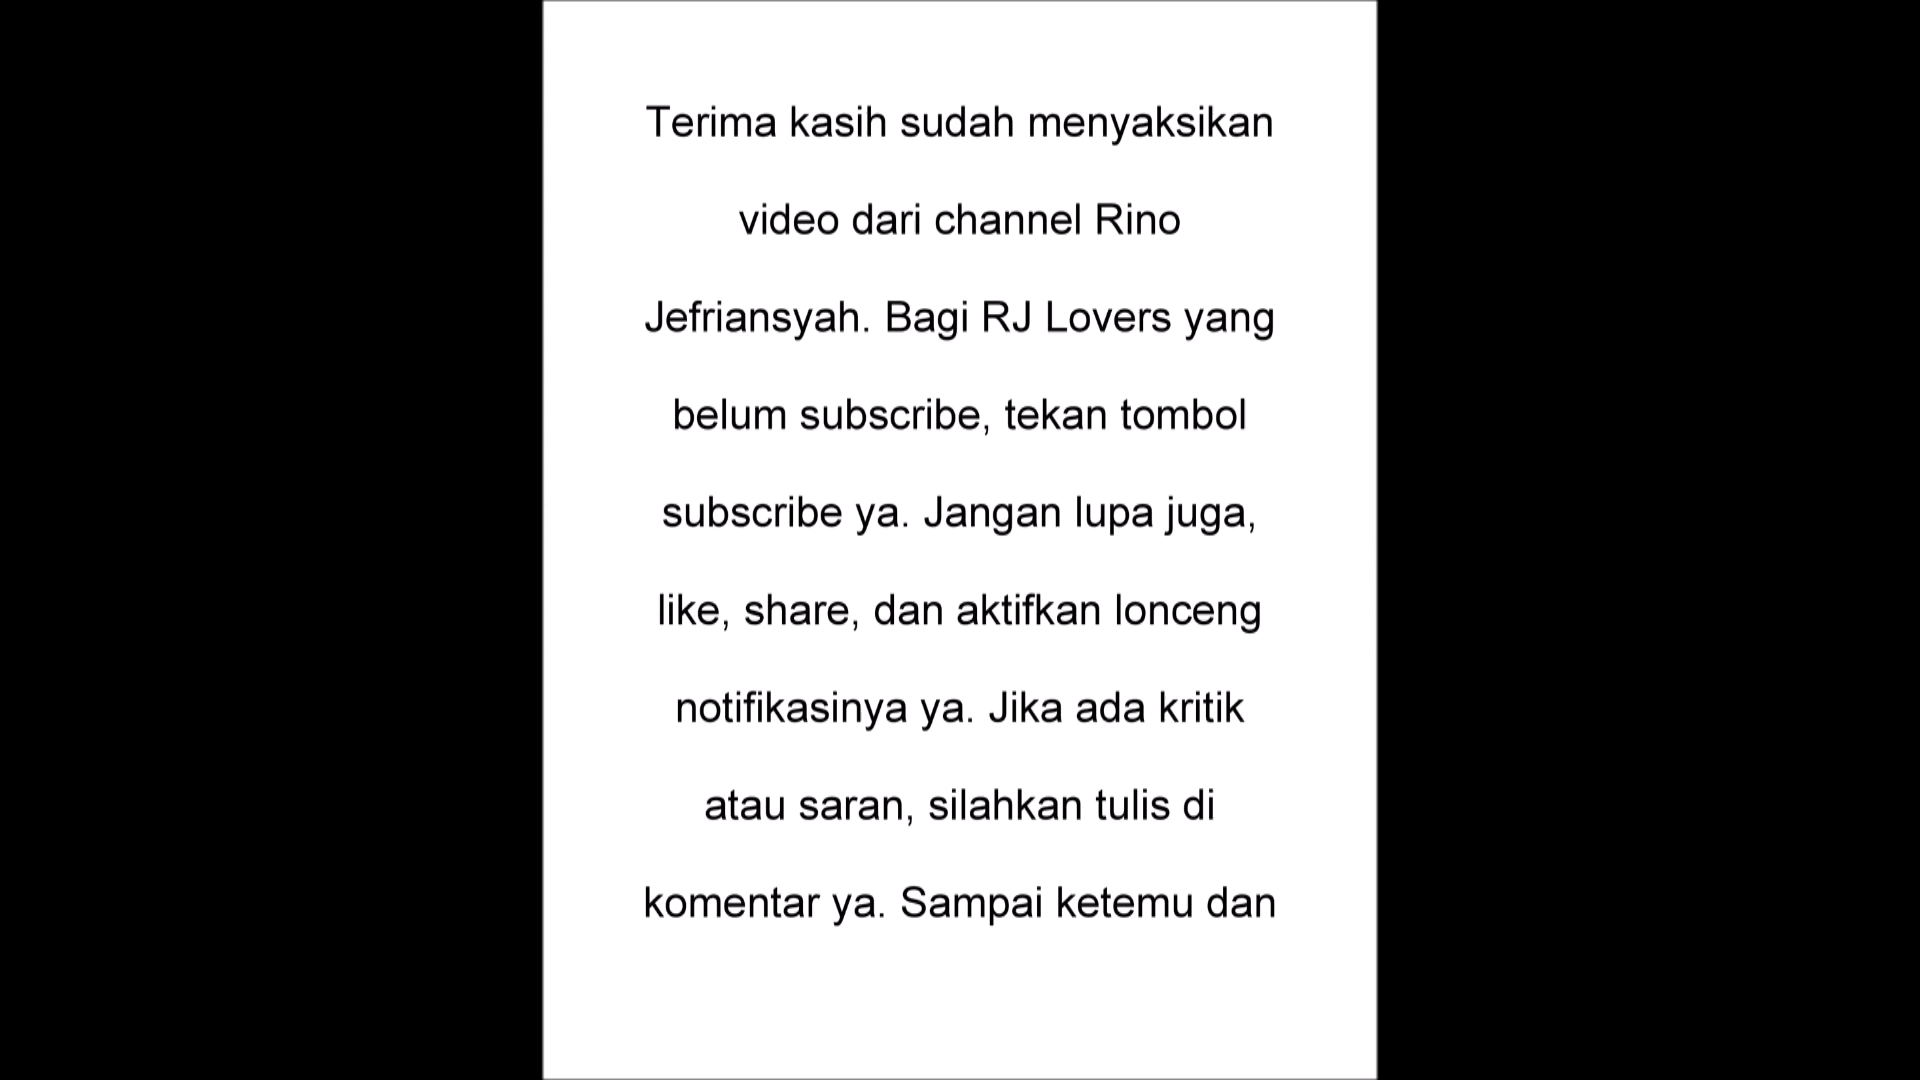 Terima kasih sudah menyaksikan
video dari channel Rino
Jefriansyah. Bagi RJ Lovers yang
belum subscribe, tekan tombol
subscribe ya. Jangan lupa juga,
like, share, dan aktifkan lonceng
notifikasinya ya. Jika ada kritik
atau saran, silahkan tulis di
komentar ya. Sampai ketemu dan